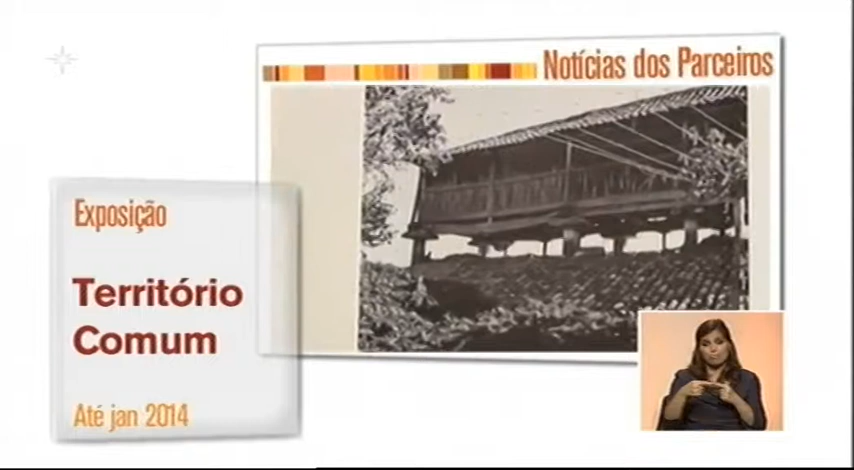 Notícias dos Parceiros
Exposição
Território
Comum
Até jan 2014